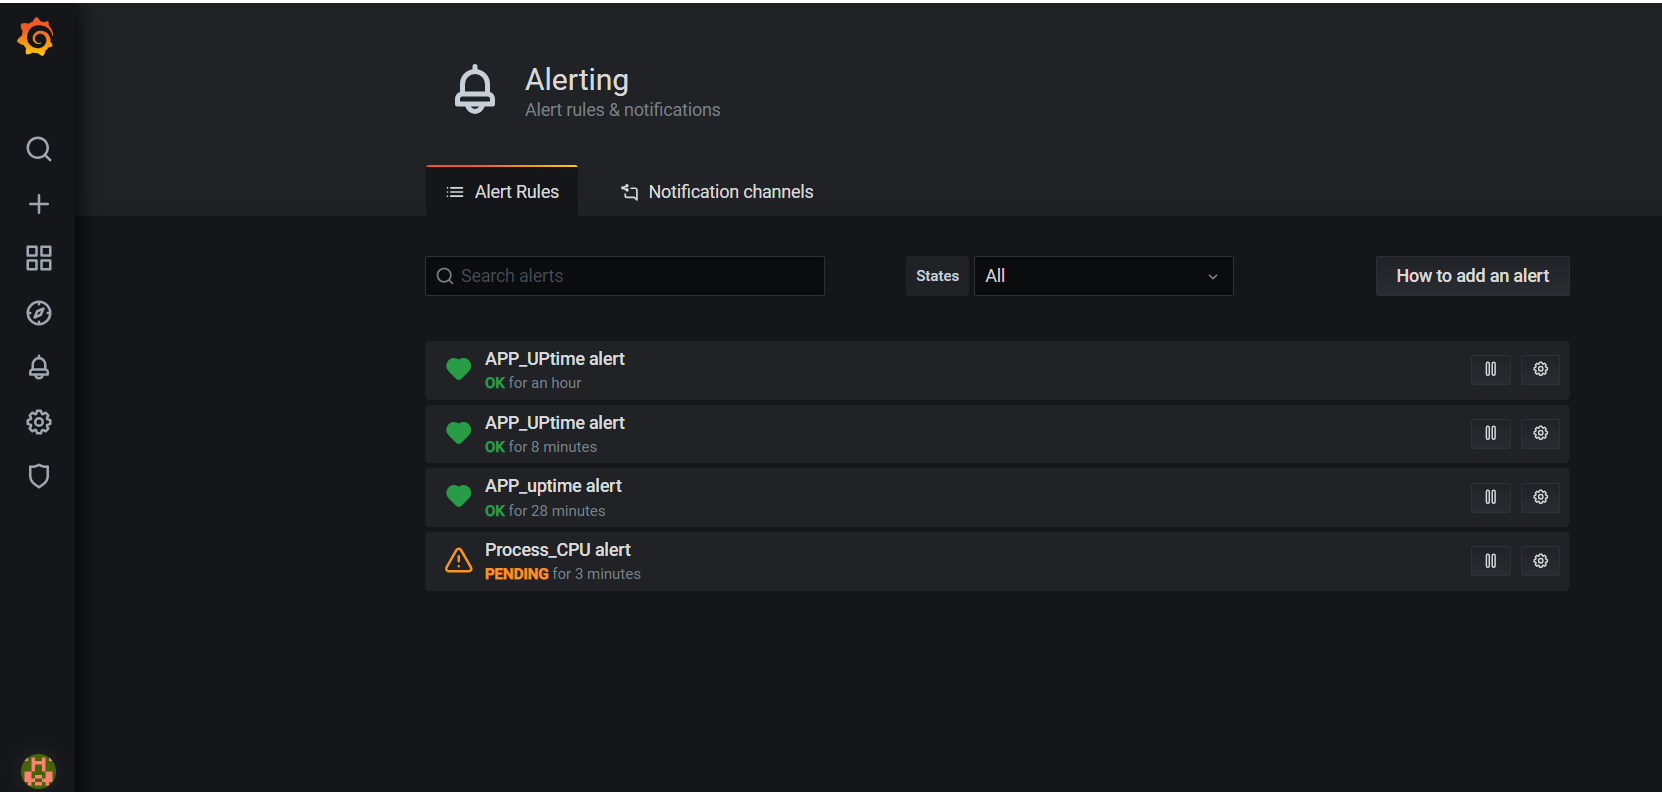 Alerting
Alert rules & notifications
Alert Rules
Notification channels
Search alerts
States
All
How to add an alert
APP_UPtime alert
OK for an hour
APP_UPtime alert
OK for 8 minutes
APP_uptime alert
OK for 28 minutes
Process_CPU alert
PENDING for 3 minutes